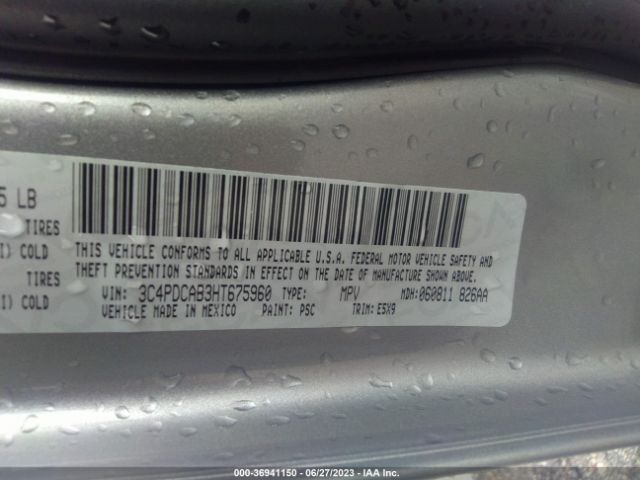 5 LB
TIRES
I) COLD
TIRES
I) COLD
THIS VEHICLE CONFORMS TO ALL APPLICABLE U.S.A. FEDERAL MOTOR VEHICLE SAFETY AND
THEFT PREVENTION STANDARDS IN EFFECT ON THE DATE OF MANUFACTURE SHOWN ABOVE.
VIN: 3C4PDCAB3HT675960 TYPE: MPV MDH:060811 826AA
VEHICLE MADE IN MEXICO PAINT: PSC TRIM: E5X9
000-36941150 - 06/27/2023 - IAA Inc.